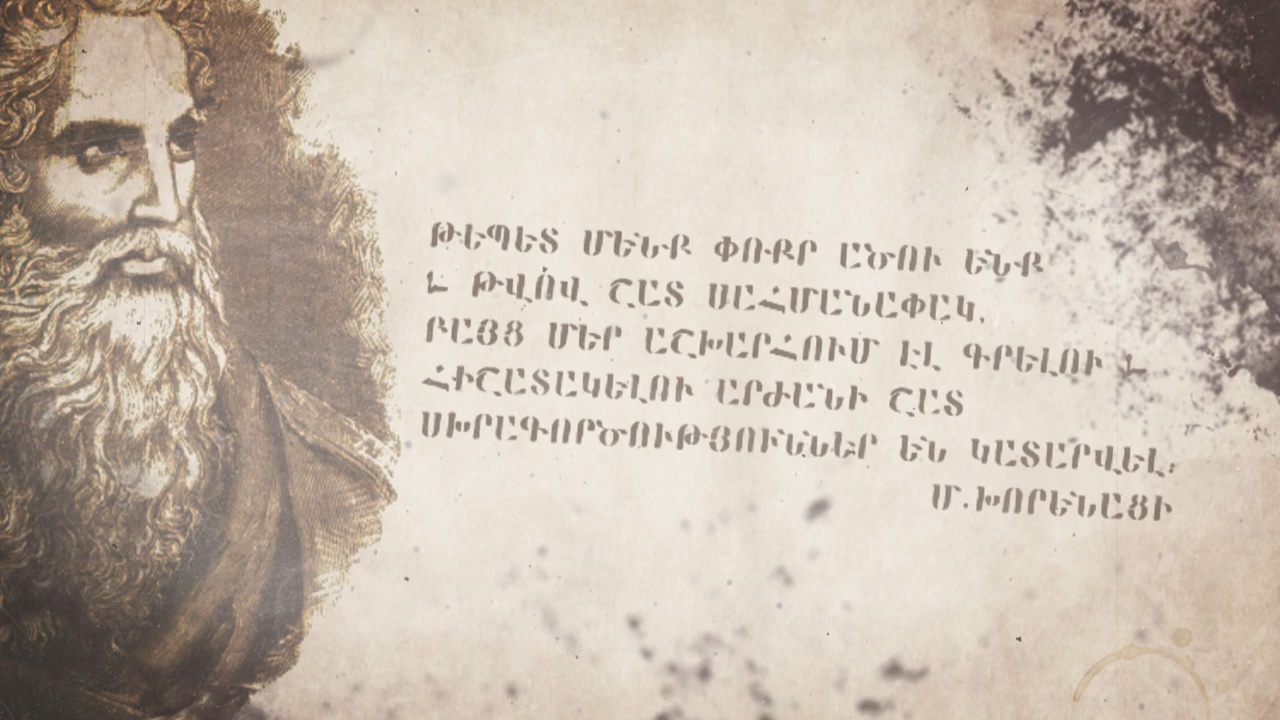 ԹԵՊԵՏ ՄԵՆՔ ՓՈՔՐ ԱԾՈՒ ԵՆՔ
և ԹՎՈՎ ՇԱՏ ՍԱՀՄԱՆԱՓԱԿ,
ԲԱՅՑ ՄԵՐ ԱՇԽԱՐՀՈՒՄ ԷԼ ԳՐԵԼՈՒ և
ՀԻՇԱՏԱԿԵԼՈՒ ԱՐԺԱՆԻ ՇԱՏ
ՍԽՐԱԳՈՐԾՈՒԹՅՈՒՆՆԵՐ ԵՆ ԿԱՏԱՐՎԵԼ:
Մ.ԽՈՐԵՆԱՑԻ